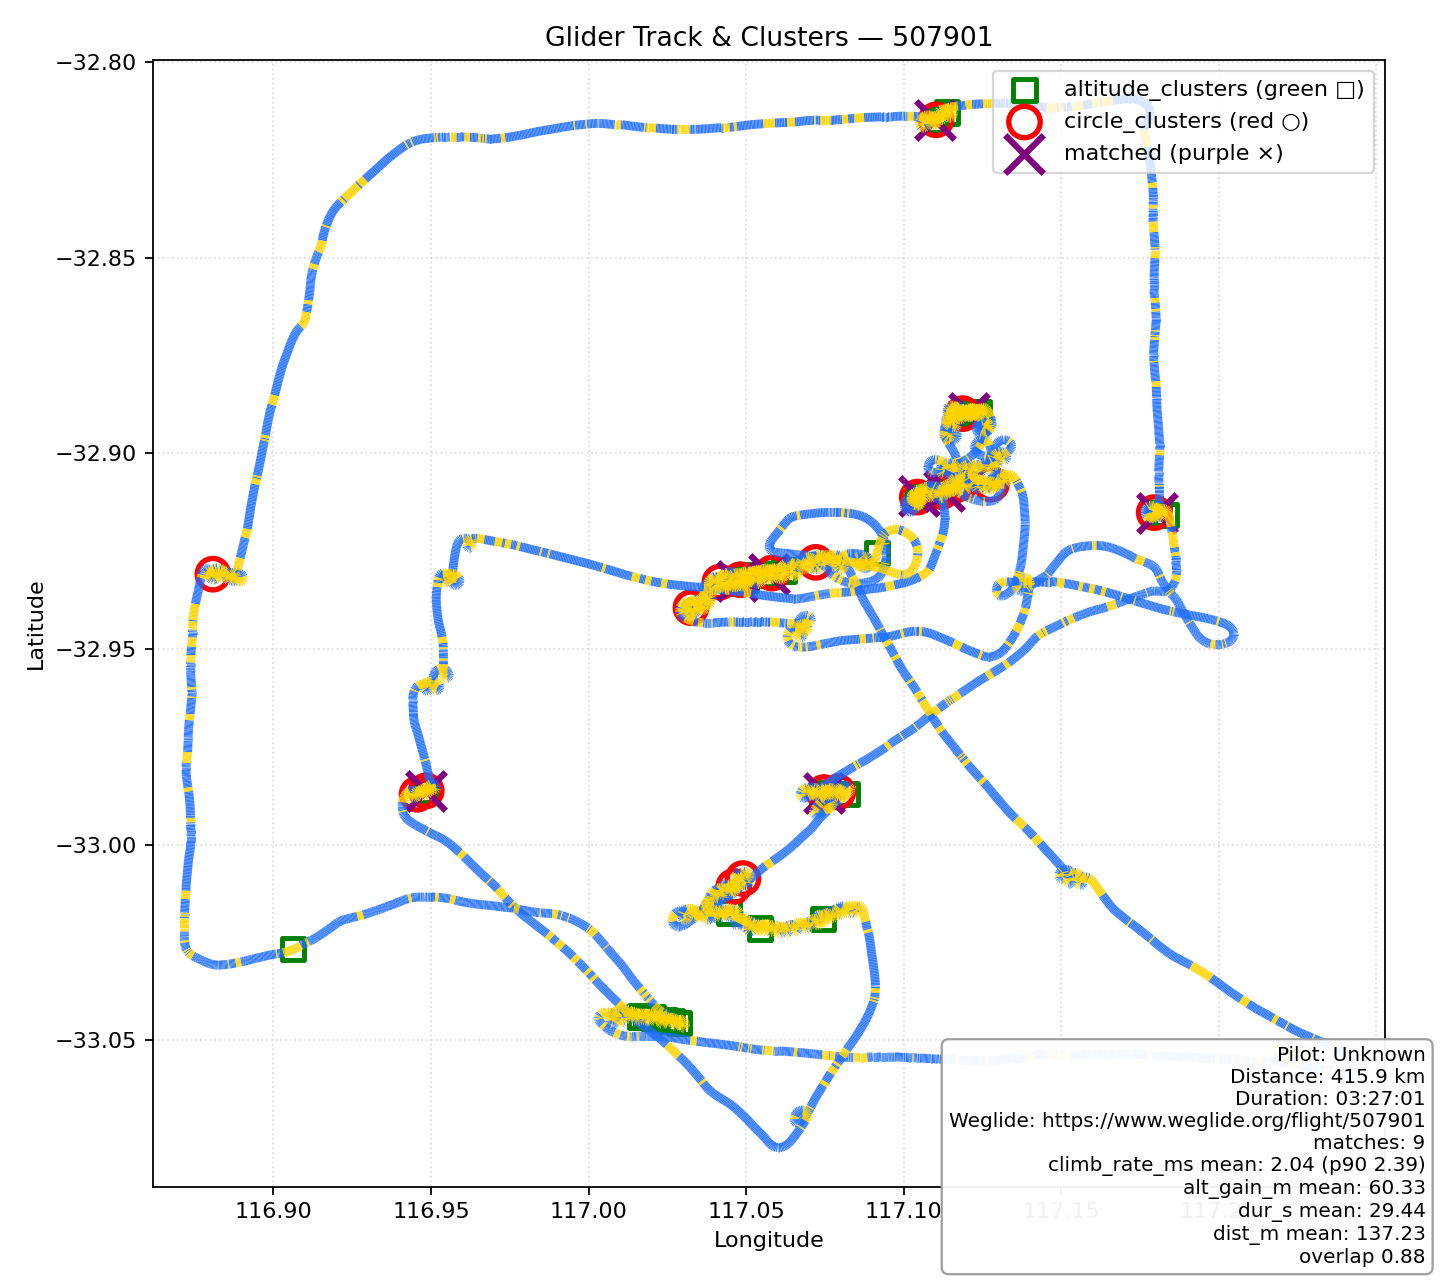 Glider Track & Clusters — 507901
altitude_clusters (green □)
circle_clusters (red ○)
matched (purple ×)
−32.80
−32.85
−32.90
−32.95
−33.00
−33.05
Latitude
116.90
116.95
117.00
117.05
117.10
117.15
Longitude
Pilot: Unknown
Distance: 415.9 km
Duration: 03:27:01
Weglide: https://www.weglide.org/flight/507901
matches: 9
climb_rate_ms mean: 2.04 (p90 2.39)
alt_gain_m mean: 60.33
dur_s mean: 29.44
dist_m mean: 137.23
overlap 0.88